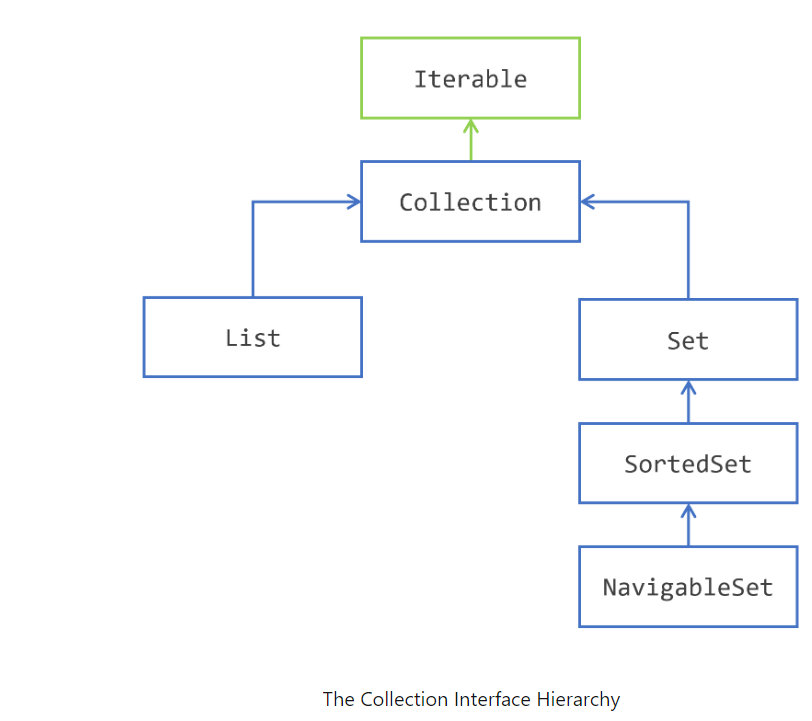 Iterable
Collection
List
Set
SortedSet
NavigableSet
The Collection Interface Hierarchy